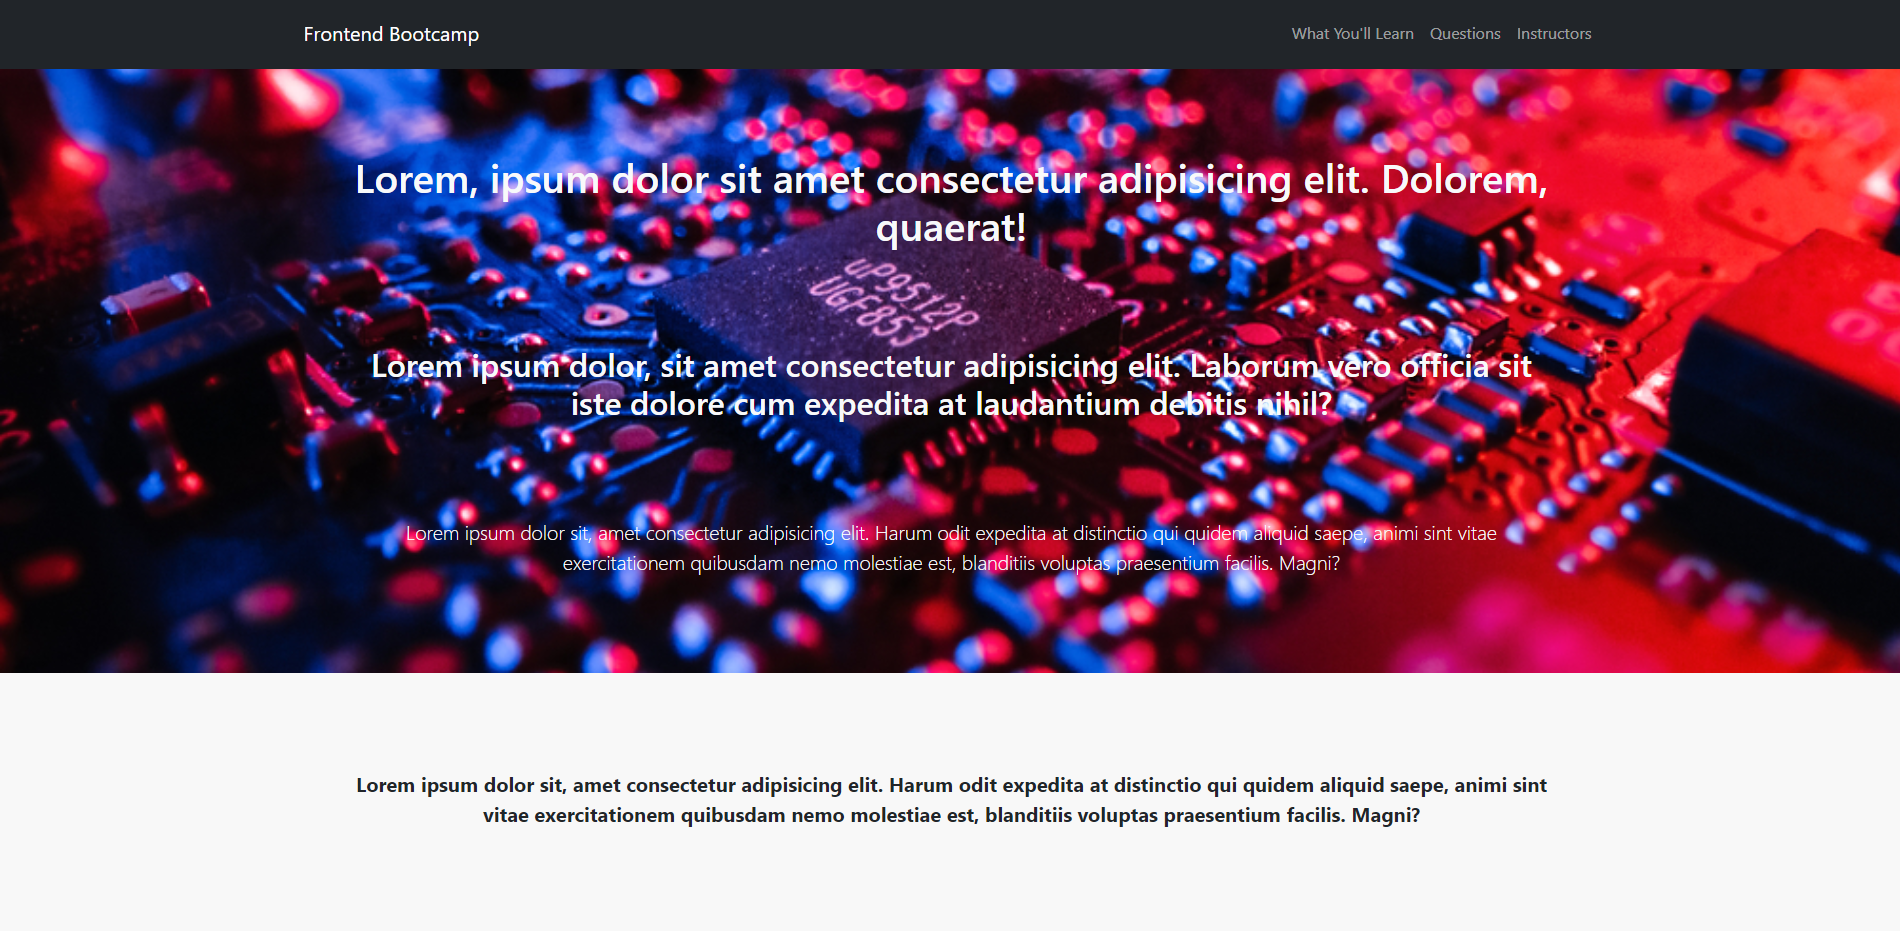 Frontend Bootcamp
What You'll Learn Questions Instructors
Lorem, ipsum dolor sit amet consectetur adipisicing elit. Dolorem,
quaerat!
uP9512P
UGF853
Lorem ipsum dolor, sit amet consectetur adipisicing elit. Laborum vero officia sit
iste dolore cum expedita at laudantium debitis nihil?
Lorem ipsum dolor sit, amet consectetur adipisicing elit. Harum odit expedita at distinctio qui quidem aliquid saepe, animi sint vitae
exercitationem quibusdam nemo molestiae est, blanditiis voluptas praesentium facilis. Magni?
Lorem ipsum dolor sit, amet consectetur adipisicing elit. Harum odit expedita at distinctio qui quidem aliquid saepe, animi sint
vitae exercitationem quibusdam nemo molestiae est, blanditiis voluptas praesentium facilis. Magni?